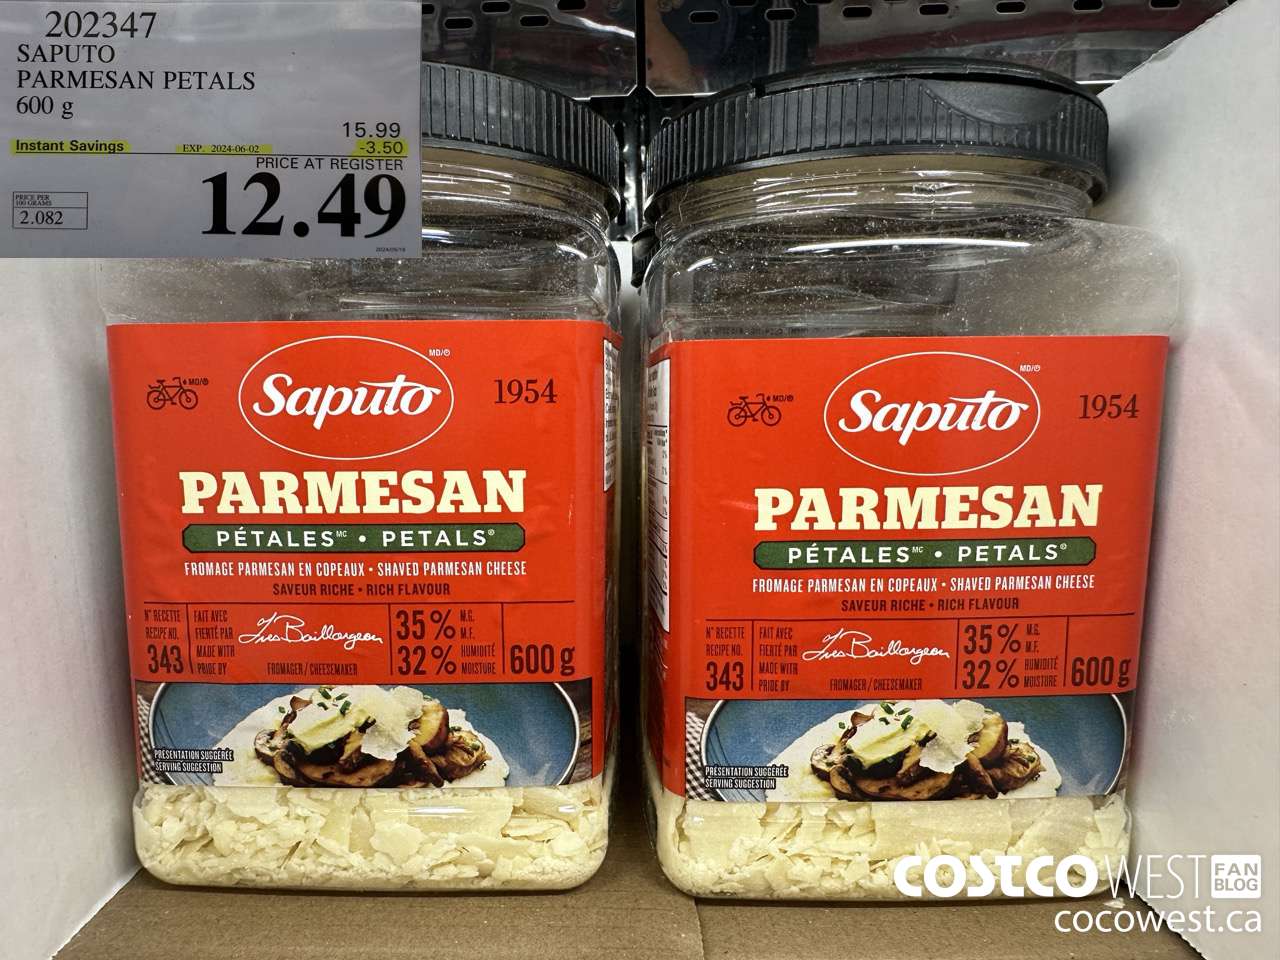 202347
SAPUTO
PARMESAN PETALS
600 g
15.99
Instant Savings EXP. 2024-06-02 -3.50
PRICE AT REGISTER
12.49
PRICE PER
100 GRAMS
2.082
MD/®
Saputo
MD/®
1954
PARMESAN
PÉTALES MC • PETALS®
FROMAGE PARMESAN EN COPEAUX • SHAVED PARMESAN CHEESE
SAVEUR RICHE • RICH FLAVOUR
N° RECETTE
RECIPE NO.
343
FAIT AVEC
FIERTÉ PAR
MADE WITH
PRIDE BY
FROMAGER / CHEESEMAKER
35% M.G.
M.F.
32% HUMIDITÉ
MOISTURE
600 g
PRÉSENTATION SUGGÉRÉE
SERVING SUGGESTION
MD/®
Saputo
MD/®
1954
PARMESAN
PÉTALES MC • PETALS®
FROMAGE PARMESAN EN COPEAUX • SHAVED PARMESAN CHEESE
SAVEUR RICHE • RICH FLAVOUR
N° RECETTE
RECIPE NO.
343
FAIT AVEC
FIERTÉ PAR
MADE WITH
PRIDE BY
FROMAGER / CHEESEMAKER
35% M.G.
M.F.
32% HUMIDITÉ
MOISTURE
600 g
PRÉSENTATION SUGGÉRÉE
SERVING SUGGESTION
COSTCO WEST FAN BLOG
cocowest.ca